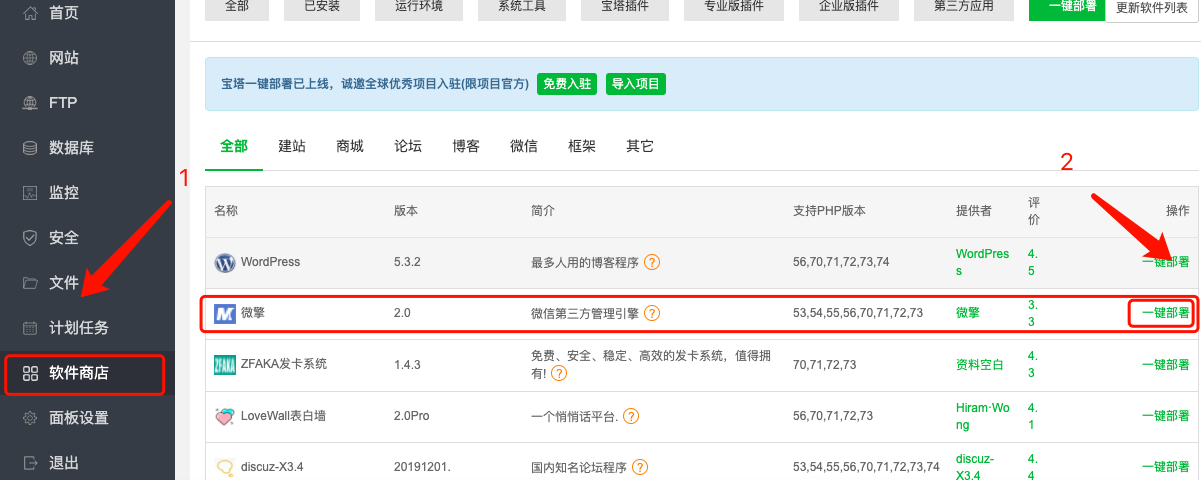 首页
网站
FTP
数据库
监控
安全
文件
计划任务
软件商店
面板设置
退出
1
全部 已安装 运行环境 系统工具 宝塔插件 专业版插件 企业版插件 第三方应用 一键部署 更新软件列表
宝塔一键部署已上线，诚邀全球优秀项目入驻(限项目官方) 免费入驻 导入项目
全部 建站 商城 论坛 博客 微信 框架 其它
2
名称 版本 简介 支持PHP版本 提供者 评价 操作
WordPress 5.3.2 最多人用的博客程序 ? 56,70,71,72,73,74 WordPress 4.5 一键部署
微擎 2.0 微信第三方管理引擎 ? 53,54,55,56,70,71,72,73 微擎 3.3 一键部署
ZFAKA ZFAKA发卡系统 1.4.3 免费、安全、稳定、高效的发卡系统，值得拥有! ? 70,71,72,73 资料空白 4.3 一键部署
LoveWall表白墙 2.0Pro 一个悄悄话平台. ? 56,70,71,72,73 Hiram·Wong 4.1 一键部署
discuz-X3.4 20191201. 国内知名论坛程序 ? 53,54,55,56,70,71,72,73,74 discuz-X3.4 4.4 一键部署